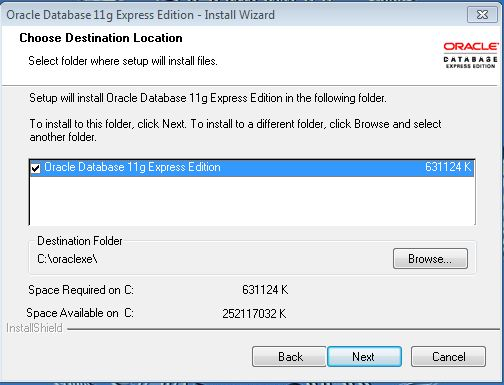 Oracle Database 11g Express Edition - Install Wizard
Choose Destination Location
Select folder where setup will install files.
ORACLE
DATABASE
EXPRESS EDITION
Setup will install Oracle Database 11g Express Edition in the following folder.
To install to this folder, click Next. To install to a different folder, click Browse and select
another folder.
Oracle Database 11g Express Edition 631124 K
Destination Folder
C:\oraclexe\
Browse...
Space Required on C: 631124 K
Space Available on C: 252117032 K
InstallShield
Back Next Cancel